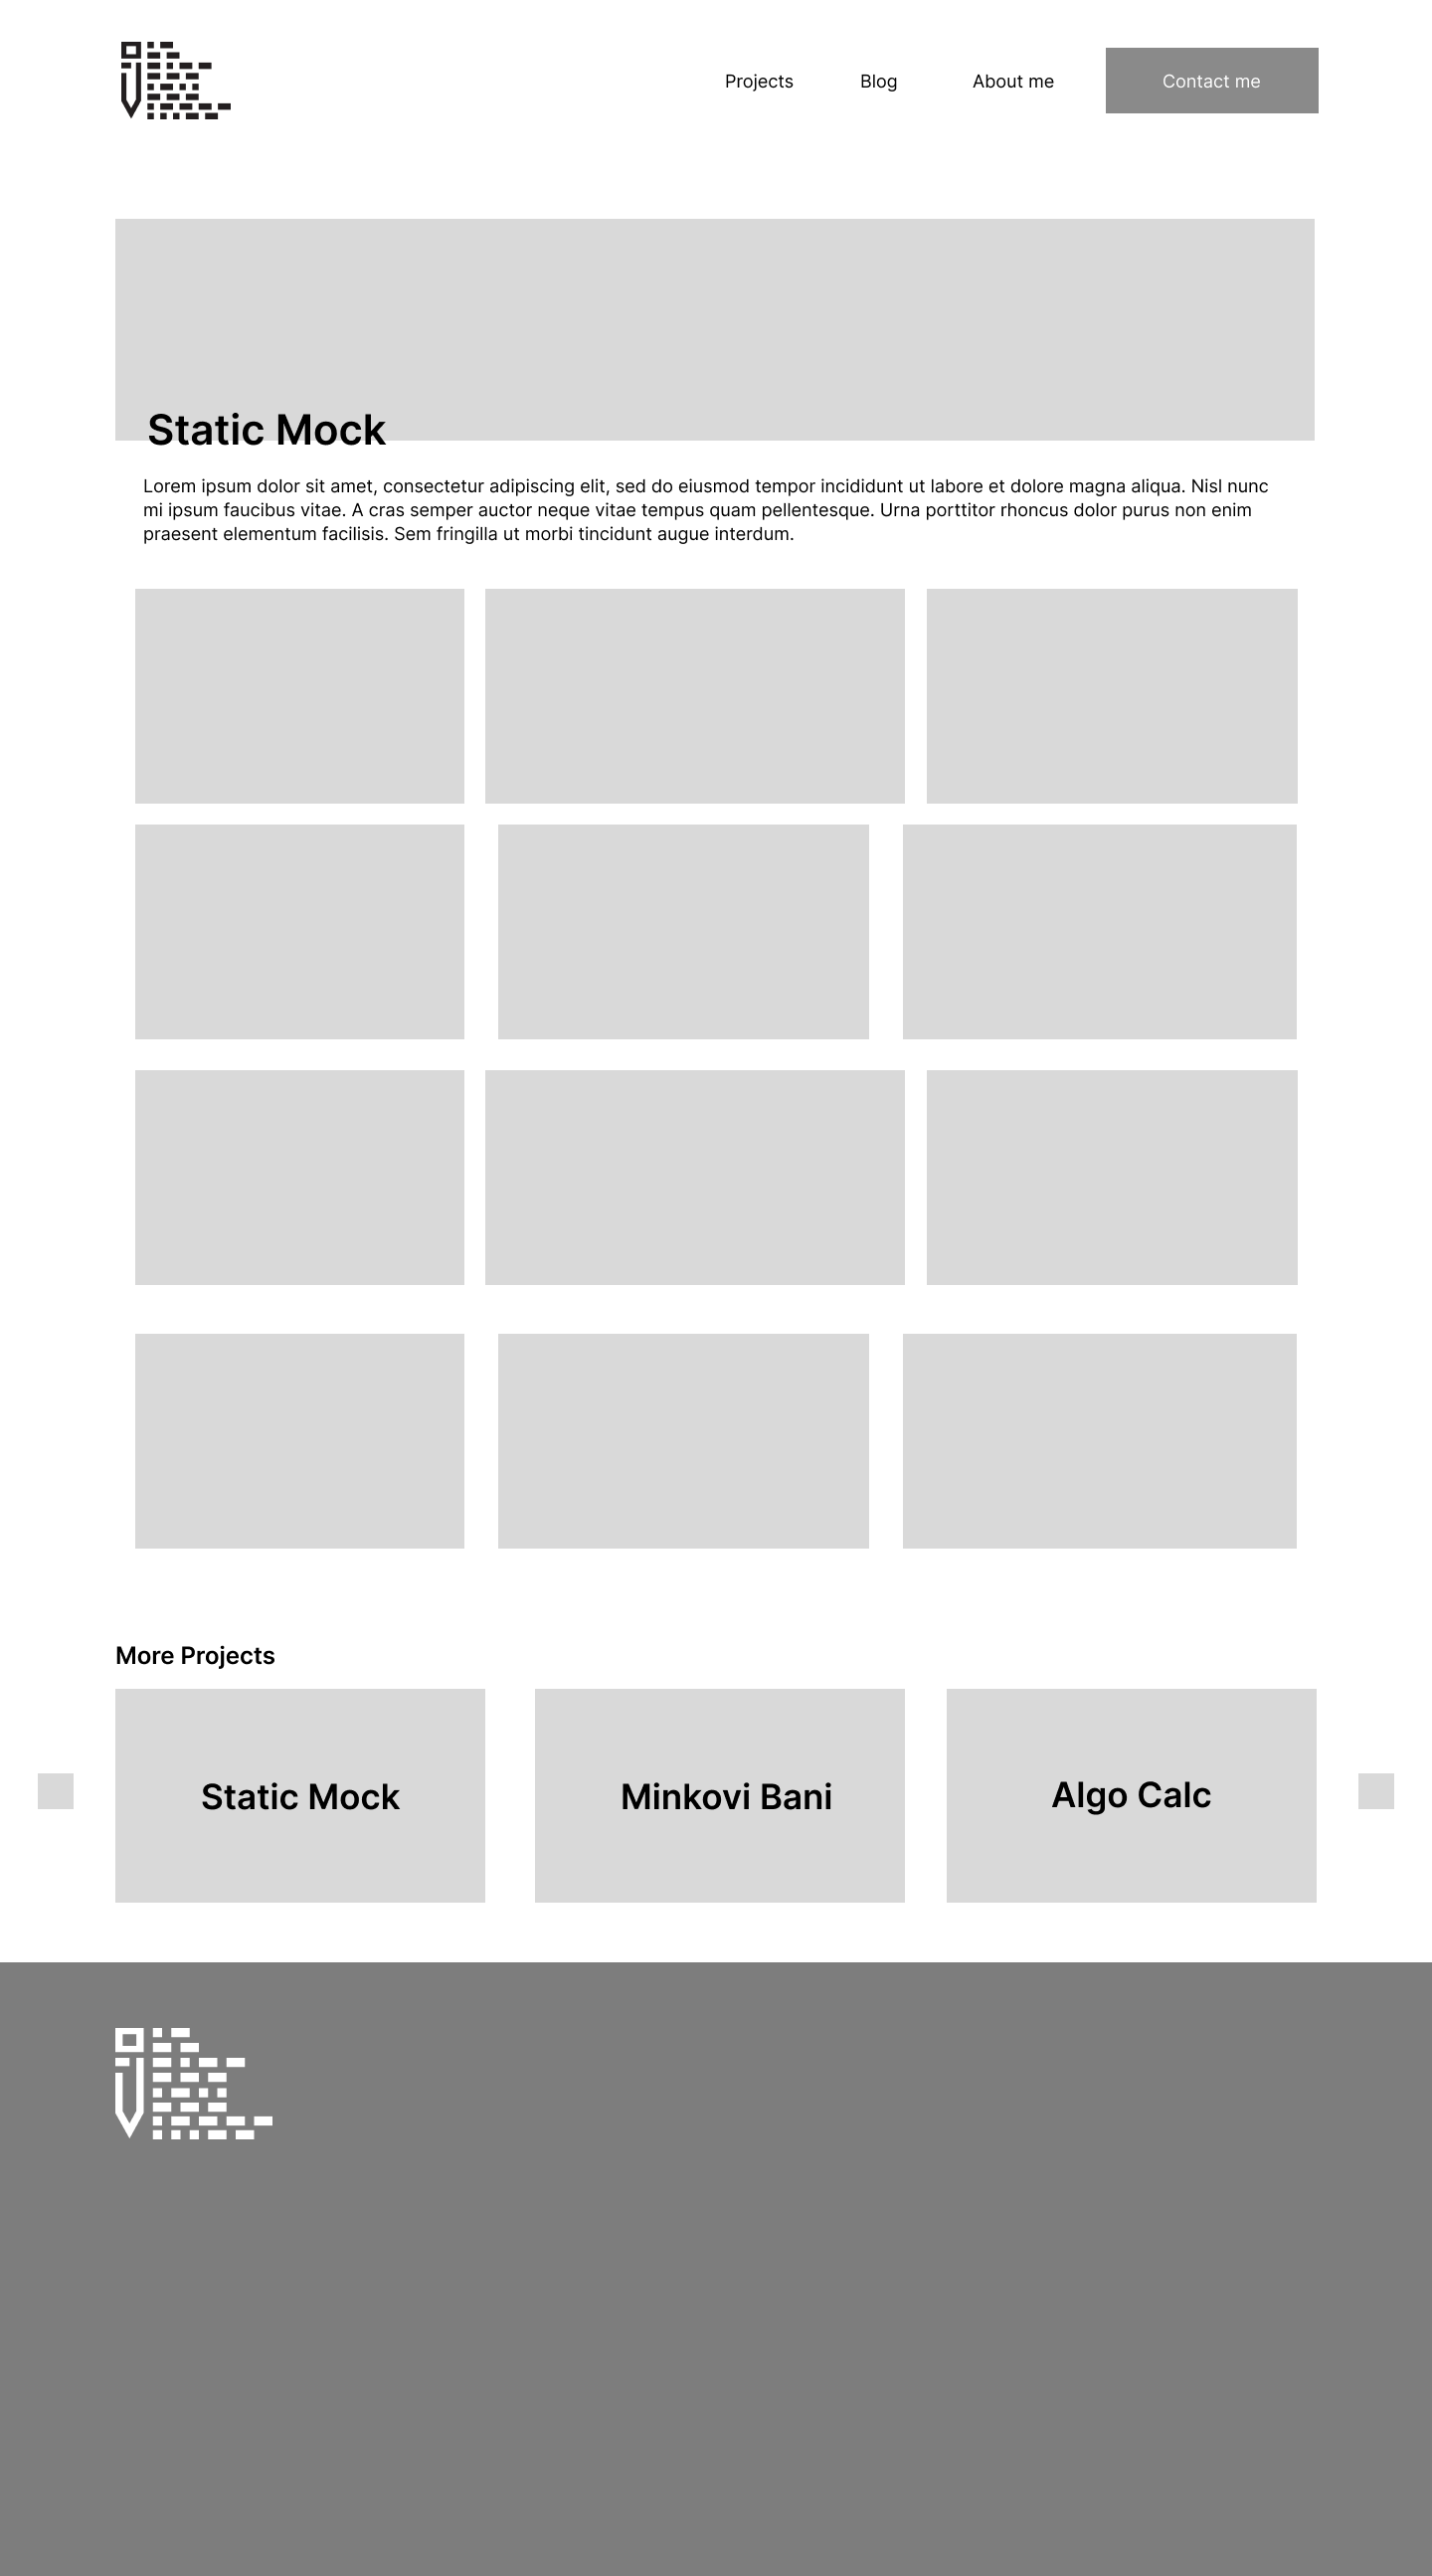 Projects
Blog
About me
Contact me
Static Mock
Lorem ipsum dolor sit amet, consectetur adipiscing elit, sed do eiusmod tempor incididunt ut labore et dolore magna aliqua. Nisl nunc
mi ipsum faucibus vitae. A cras semper auctor neque vitae tempus quam pellentesque. Urna porttitor rhoncus dolor purus non enim
praesent elementum facilisis. Sem fringilla ut morbi tincidunt augue interdum.
More Projects
Static Mock
Minkovi Bani
Algo Calc